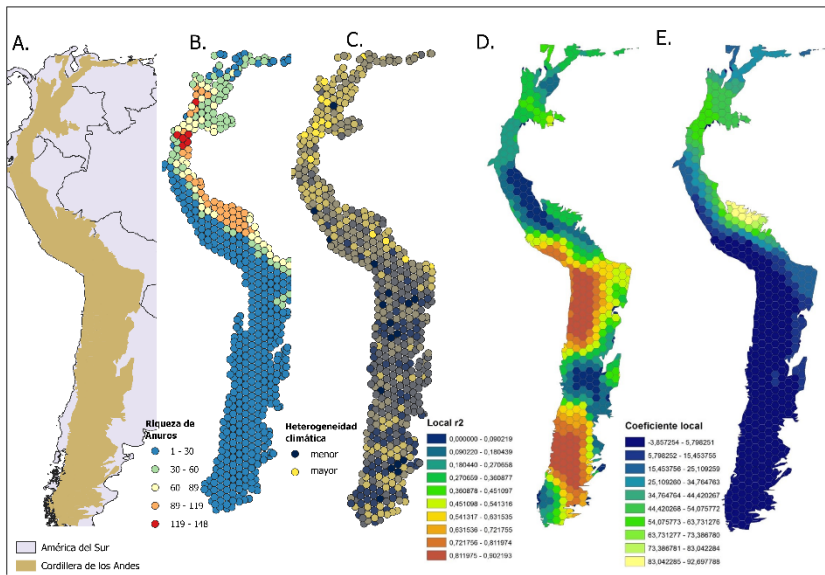 A.
B.
C.
D.
E.
América del Sur
Cordillera de los Andes
Riqueza de
Anuros
1 - 30
30 - 60
60 - 89
89 - 119
119 - 148
Heterogeneidad
climática
menor
mayor
Local r2
0,000000 - 0,090219
0,090220 - 0,180439
0,180440 - 0,270658
0,270659 - 0,360877
0,360878 - 0,451097
0,451098 - 0,541316
0,541317 - 0,631535
0,631536 - 0,721755
0,721756 - 0,811974
0,811975 - 0,902193
Coeficiente local
-3,857254 - 5,798251
5,798252 - 15,453755
15,453756 - 25,109259
25,109260 - 34,764763
34,764764 - 44,420267
44,420268 - 54,075772
54,075773 - 63,731276
63,731277 - 73,386780
73,386781 - 83,042284
83,042285 - 92,697788